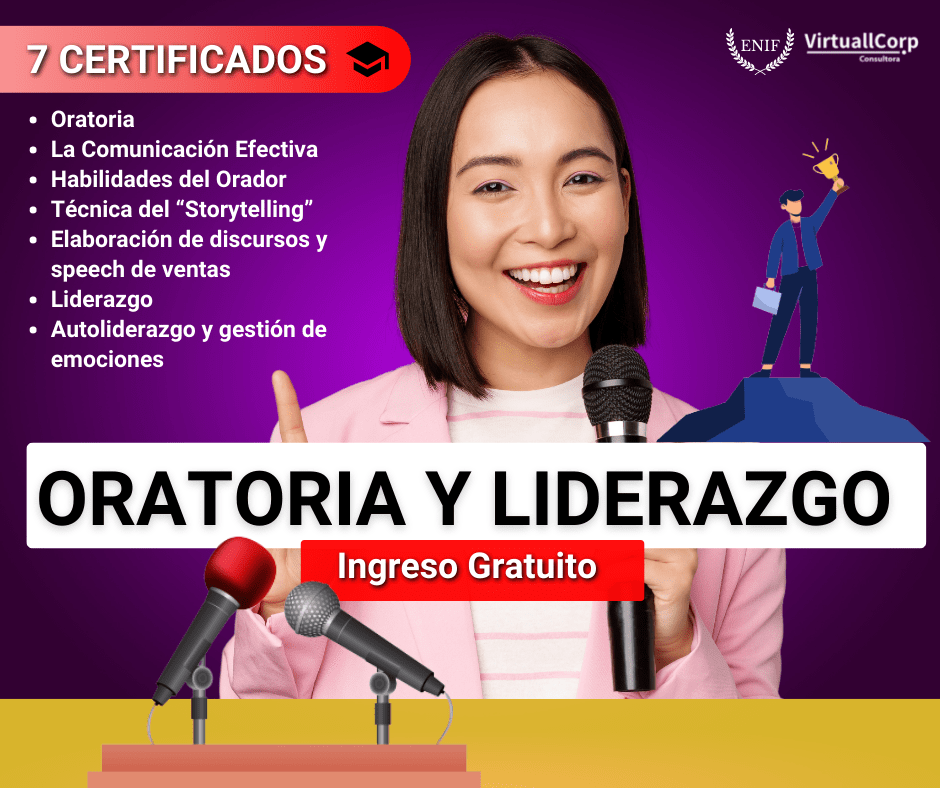 7 CERTIFICADOS
ENIF
VirtuallCorp
Consultora
Oratoria
La Comunicación Efectiva
Habilidades del Orador
Técnica del “Storytelling”
Elaboración de discursos y
speech de ventas
Liderazgo
Autoliderazgo y gestión de
emociones
ORATORIA Y LIDERAZGO
Ingreso Gratuito